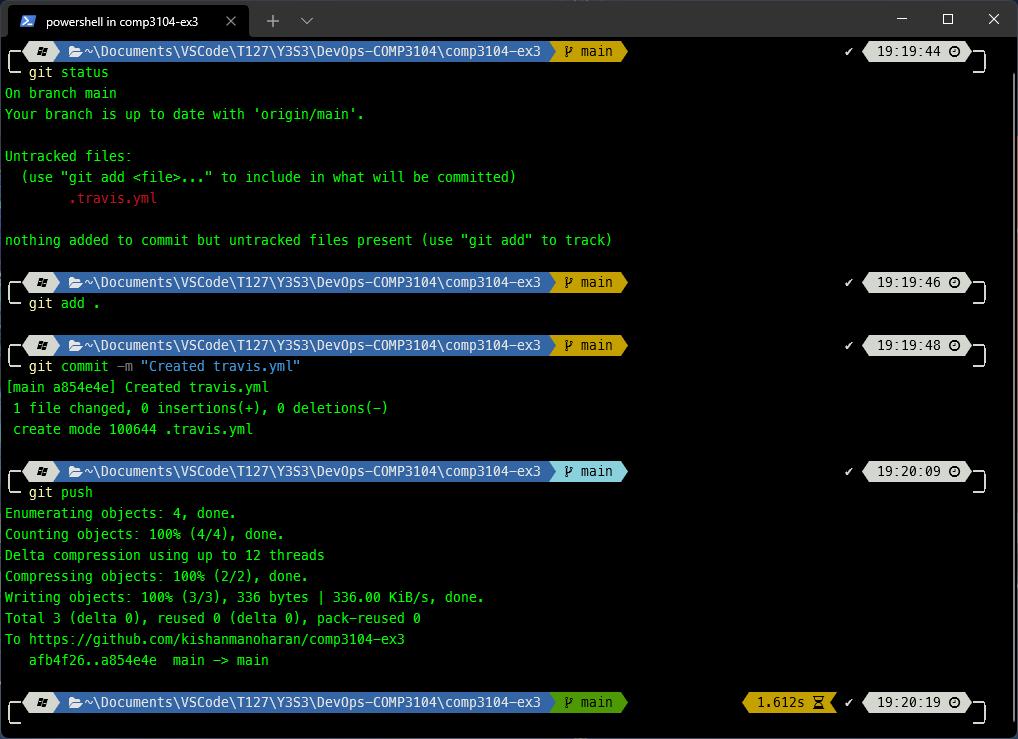 powershell in comp3104-ex3
~\Documents\VSCode\T127\Y3S3\DevOps-COMP3104\comp3104-ex3 main ✔ 19:19:44
git status
On branch main
Your branch is up to date with 'origin/main'.
Untracked files:
(use "git add <file>..." to include in what will be committed)
.travis.yml
nothing added to commit but untracked files present (use "git add" to track)
~\Documents\VSCode\T127\Y3S3\DevOps-COMP3104\comp3104-ex3 main ✔ 19:19:46
git add .
~\Documents\VSCode\T127\Y3S3\DevOps-COMP3104\comp3104-ex3 main ✔ 19:19:48
git commit -m "Created travis.yml"
[main a854e4e] Created travis.yml
1 file changed, 0 insertions(+), 0 deletions(-)
create mode 100644 .travis.yml
~\Documents\VSCode\T127\Y3S3\DevOps-COMP3104\comp3104-ex3 main ✔ 19:20:09
git push
Enumerating objects: 4, done.
Counting objects: 100% (4/4), done.
Delta compression using up to 12 threads
Compressing objects: 100% (2/2), done.
Writing objects: 100% (3/3), 336 bytes | 336.00 KiB/s, done.
Total 3 (delta 0), reused 0 (delta 0), pack-reused 0
To https://github.com/kishanmanoharan/comp3104-ex3
afb4f26..a854e4e  main -> main
~\Documents\VSCode\T127\Y3S3\DevOps-COMP3104\comp3104-ex3 main 1.612s ✔ 19:20:19